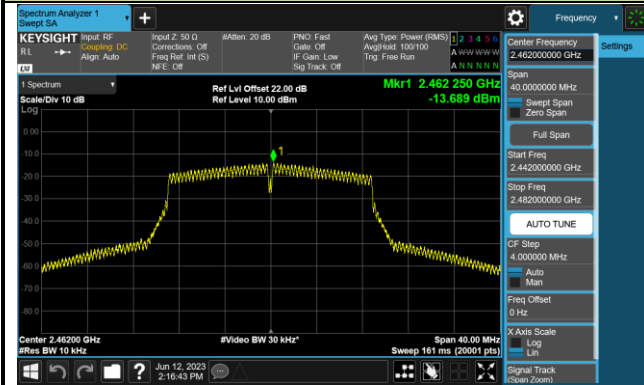 Spectrum Analyzer 1
Swept SA
+
Frequency
KEYSIGHT
RL
Input: RF
Coupling: DC
Align: Auto
Input Z: 50 Ω
Corrections: Off
Freq Ref: Int (S)
NFE: Off
#Atten: 20 dB
PNO: Fast
Gate: Off
IF Gain: Low
Sig Track: Off
Avg Type: Power (RMS)
Avg|Hold: 100/100
Trig: Free Run
1 2 3 4 5 6
A W W W W W
A N N N N N
1 Spectrum
Scale/Div 10 dB
Log
Ref Lvl Offset 22.00 dB
Ref Level 10.00 dBm
Mkr1 2.462 250 GHz
-13.689 dBm
1
0.00
-10.0
-20.0
-30.0
-40.0
-50.0
-60.0
-70.0
-80.0
Center 2.46200 GHz
#Res BW 10 kHz
#Video BW 30 kHz*
Span 40.00 MHz
Sweep 161 ms (20001 pts)
Jun 12, 2023
2:16:43 PM
Center Frequency
2.462000000 GHz
Settings
Span
40.0000000 MHz
Swept Span
Zero Span
Full Span
Start Freq
2.442000000 GHz
Stop Freq
2.482000000 GHz
AUTO TUNE
CF Step
4.000000 MHz
Auto
Man
Freq Offset
0 Hz
X Axis Scale
Log
Lin
Signal Track
(Span Zoom)